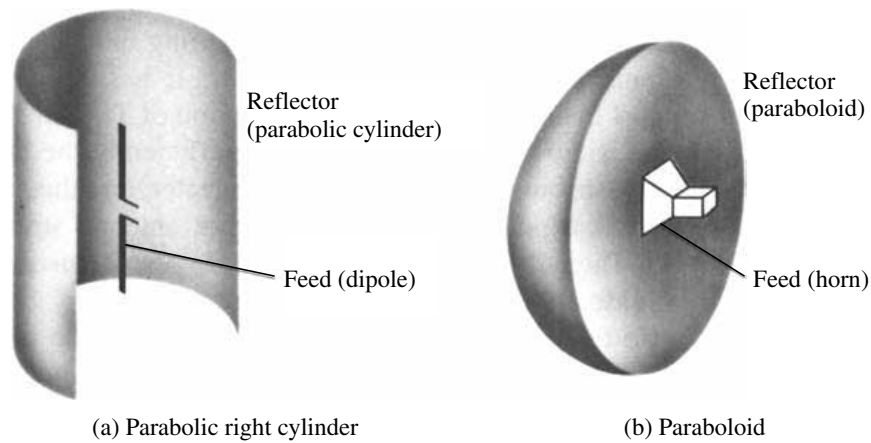 Reflector
(parabolic cylinder)
Feed (dipole)
(a) Parabolic right cylinder
Reflector
(paraboloid)
Feed (horn)
(b) Paraboloid